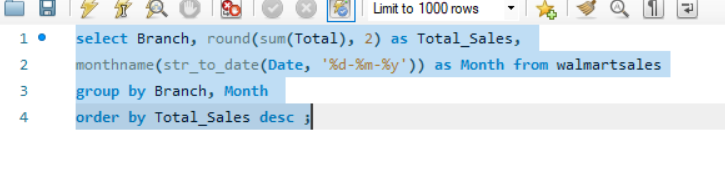 Limit to 1000 rows
1 select Branch, round(sum(Total), 2) as Total_Sales,
2 monthname(str_to_date(Date, '%d-%m-%y')) as Month from walmartsales
3 group by Branch, Month
4 order by Total_Sales desc ;